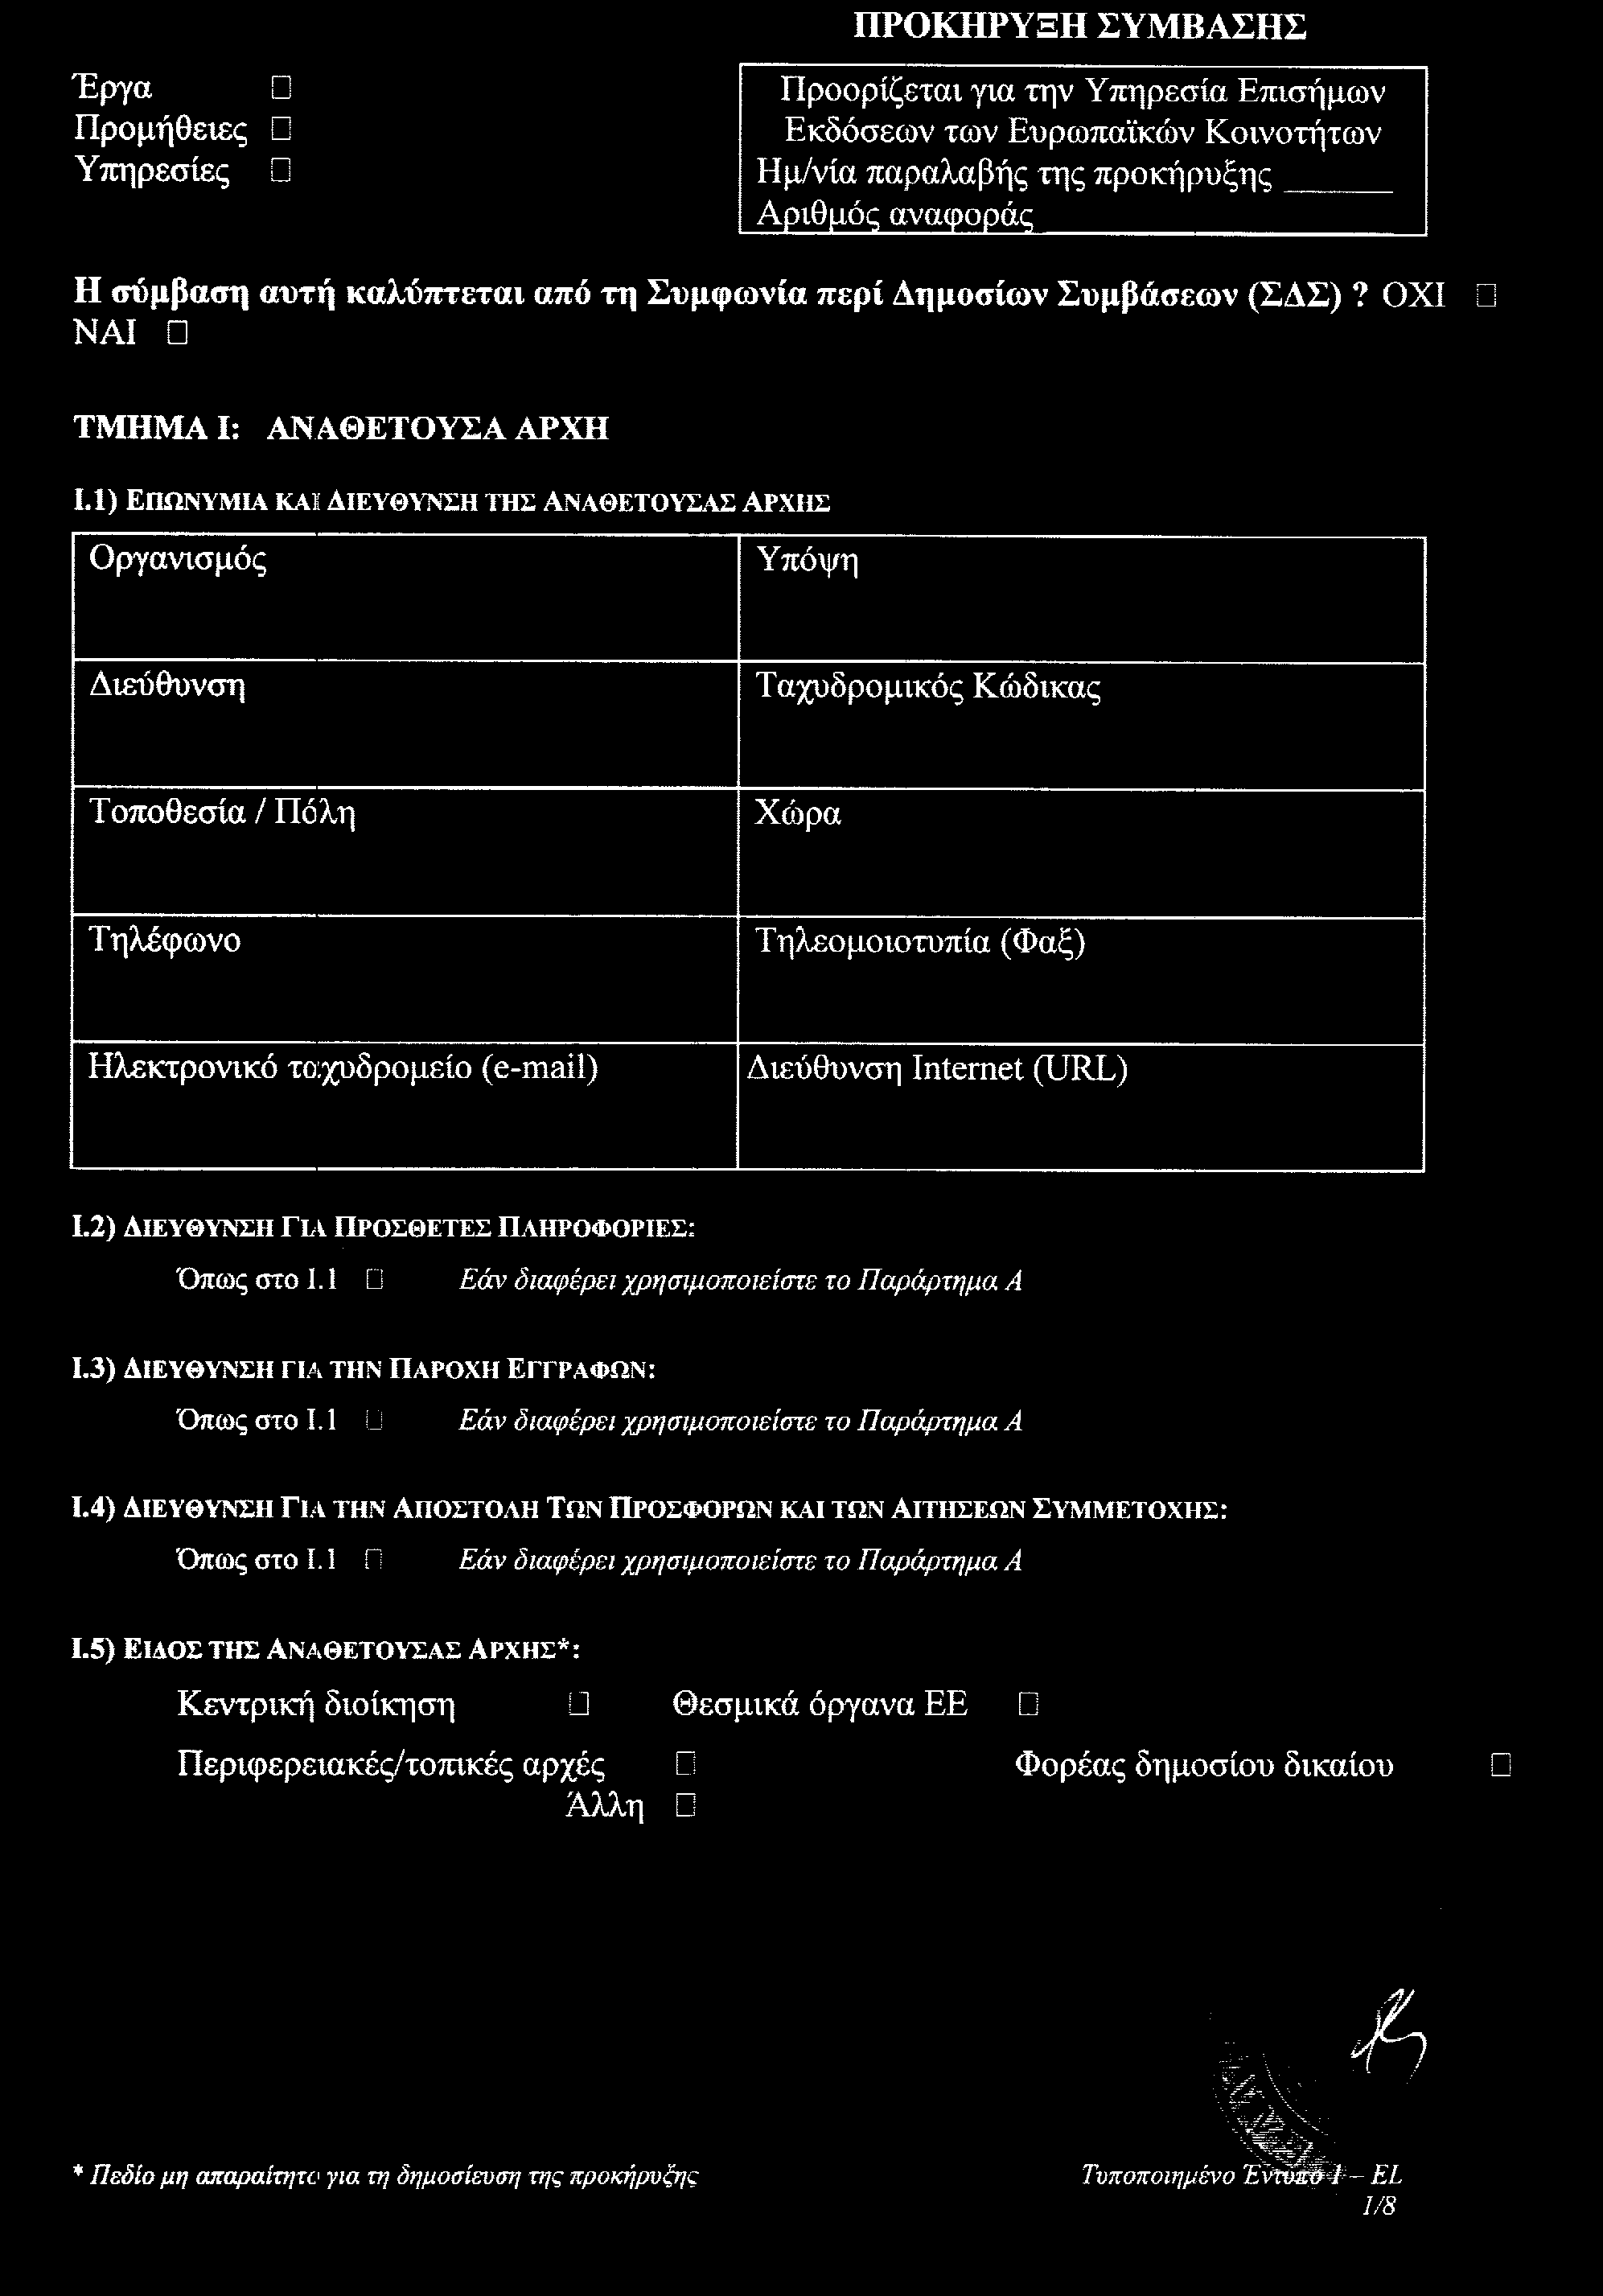 ΠΡΟΚΗΡΥΞΗ ΣΥΜΒΑΣΗΣ
Έργα □
Προμήθειες □
Υπηρεσίες □
Προορίζεται για την Υπηρεσία Επισήμων
Εκδόσεων των Ευρωπαϊκών Κοινοτήτων
Ημ/νία παραλαβής της προκήρυξης ______
Αριθμός αναφοράς
Η σύμβαση αυτή καλύπτεται από τη Συμφωνία περί Δημοσίων Συμβάσεων (ΣΔΣ) ? ΟΧΙ □
ΝΑΙ □
ΤΜΗΜΑ Ι: ΑΝΑΘΕΤΟΥΣΑ ΑΡΧΗ
Ι.1) ΕΠΩΝΥΜΙΑ ΚΑΙ ΔΙΕΥΘΥΝΣΗ ΤΗΣ ΑΝΑΘΕΤΟΥΣΑΣ ΑΡΧΗΣ
Οργανισμός
Υπόψη
Διεύθυνση
Ταχυδρομικός Κώδικας
Τοποθεσία / Πόλη
Χώρα
Τηλέφωνο
Τηλεομοιοτυπία (Φαξ)
Ηλεκτρονικό ταχυδρομείο (e-mail)
Διεύθυνση Internet (URL)
Ι.2) ΔΙΕΥΘΥΝΣΗ ΓΙΑ ΠΡΟΣΘΕΤΕΣ ΠΛΗΡΟΦΟΡΙΕΣ:
Όπως στο Ι.1 □ Εάν διαφέρει χρησιμοποιείστε το Παράρτημα Α
Ι.3) ΔΙΕΥΘΥΝΣΗ ΓΙΑ ΤΗΝ ΠΑΡΟΧΗ ΕΓΓΡΑΦΩΝ:
Όπως στο Ι.1 □ Εάν διαφέρει χρησιμοποιείστε το Παράρτημα Α
Ι.4) ΔΙΕΥΘΥΝΣΗ ΓΙΑ ΤΗΝ ΑΠΟΣΤΟΛΗ ΤΩΝ ΠΡΟΣΦΟΡΩΝ ΚΑΙ ΤΩΝ ΑΙΤΗΣΕΩΝ ΣΥΜΜΕΤΟΧΗΣ:
Όπως στο Ι.1 □ Εάν διαφέρει χρησιμοποιείστε το Παράρτημα Α
Ι.5) ΕΙΔΟΣ ΤΗΣ ΑΝΑΘΕΤΟΥΣΑΣ ΑΡΧΗΣ*:
Κεντρική διοίκηση □ Θεσμικά όργανα ΕΕ □
Περιφερειακές/τοπικές αρχές □ Φορέας δημοσίου δικαίου □
Άλλη □
* Πεδίο μη απαραίτητο για τη δημοσίευση της προκήρυξης
Τυποποιημένο Έντυπο 1 – EL
1/8